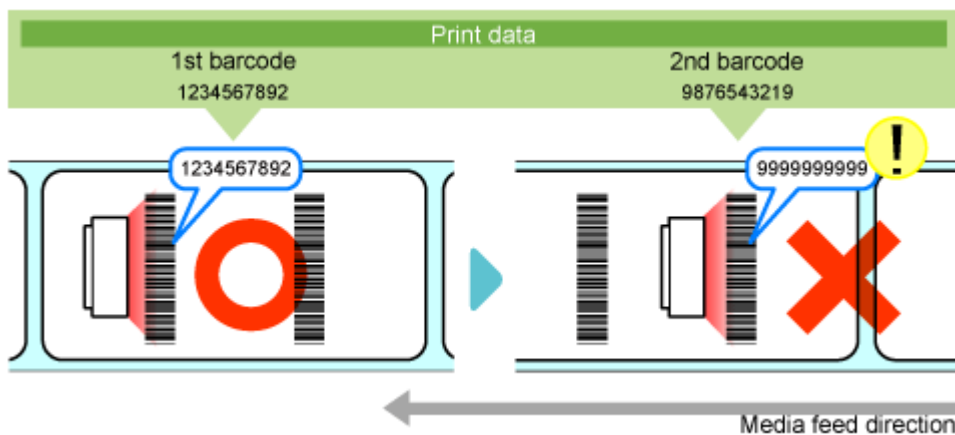 Print data
1st barcode
1234567892
2nd barcode
9876543219
1234567892
9999999999
!
Media feed direction